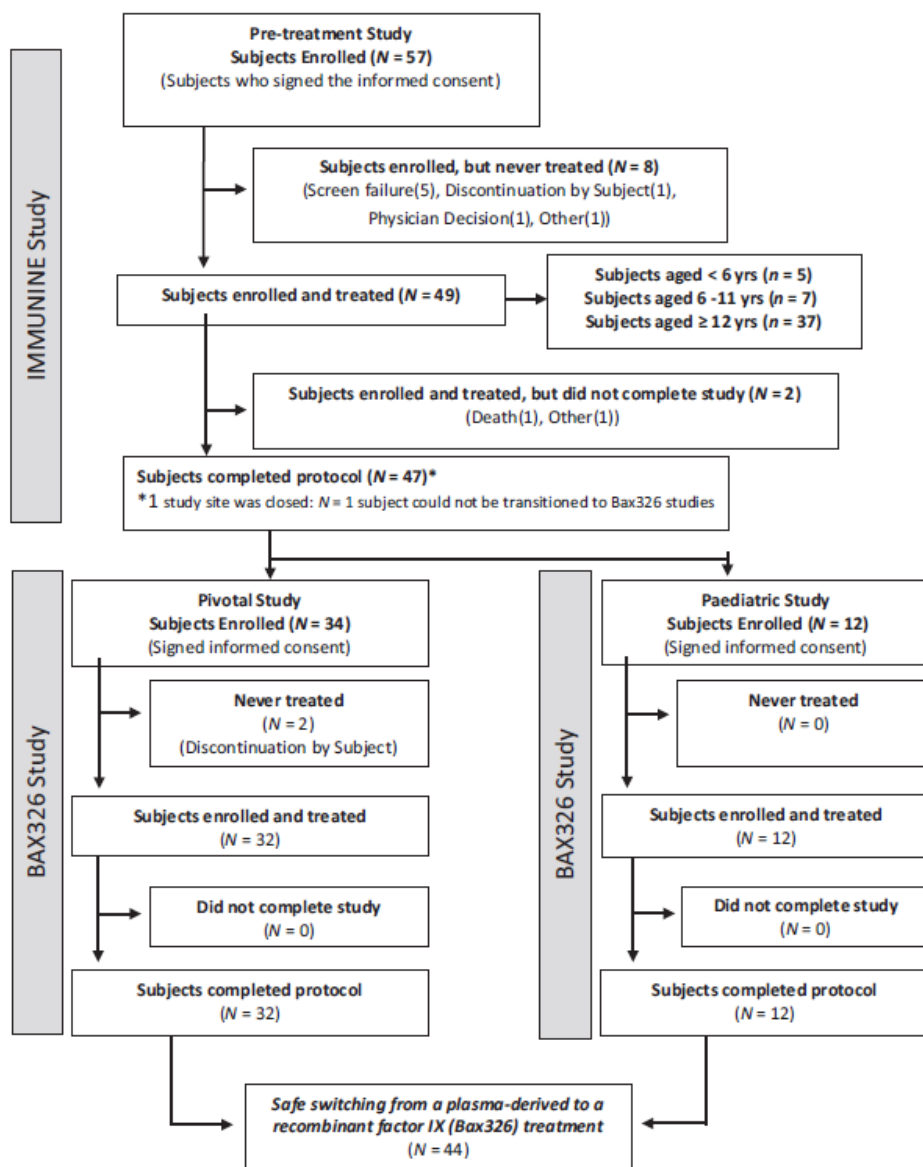 IMMUNINE Study
Pre-treatment Study
Subjects Enrolled (N = 57)
(Subjects who signed the informed consent)
Subjects enrolled, but never treated (N = 8)
(Screen failure(5), Discontinuation by Subject(1),
Physician Decision(1), Other(1))
Subjects enrolled and treated (N = 49)
Subjects aged < 6 yrs (n = 5)
Subjects aged 6 -11 yrs (n = 7)
Subjects aged ≥ 12 yrs (n = 37)
Subjects enrolled and treated, but did not complete study (N = 2)
(Death(1), Other(1))
Subjects completed protocol (N = 47)*
*1 study site was closed: N = 1 subject could not be transitioned to Bax326 studies
BAX326 Study
Pivotal Study
Subjects Enrolled (N = 34)
(Signed informed consent)
Never treated
(N = 2)
(Discontinuation by Subject)
Subjects enrolled and treated
(N = 32)
Did not complete study
(N = 0)
Subjects completed protocol
(N = 32)
BAX326 Study
Paediatric Study
Subjects Enrolled (N = 12)
(Signed informed consent)
Never treated
(N = 0)
Subjects enrolled and treated
(N = 12)
Did not complete study
(N = 0)
Subjects completed protocol
(N = 12)
Safe switching from a plasma-derived to a
recombinant factor IX (Bax326) treatment
(N = 44)